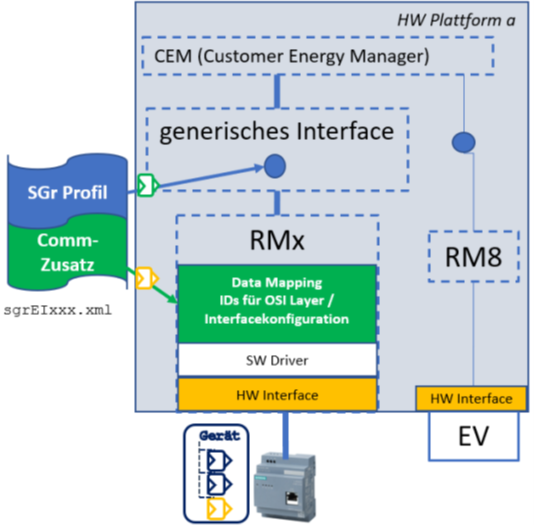 HW Plattform a
CEM (Customer Energy Manager)
generisches Interface
SGr Profil
Comm-
Zusatz
sgrEIxxx.xml
RMx
Data Mapping
IDs für OSI Layer /
Interfacekonfiguration
SW Driver
HW Interface
RM8
HW Interface
EV
Gerät